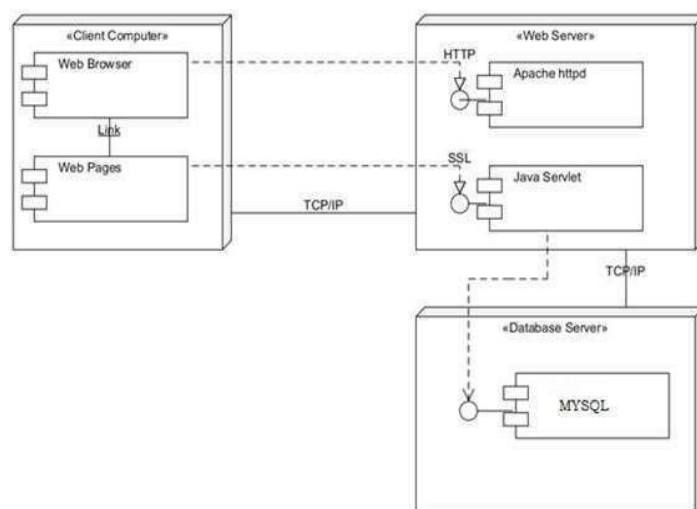 «Client Computer»
Web Browser
Link
Web Pages
TCP/IP
«Web Server»
HTTP
Apache httpd
SSL
Java Servlet
TCP/IP
«Database Server»
MYSQL